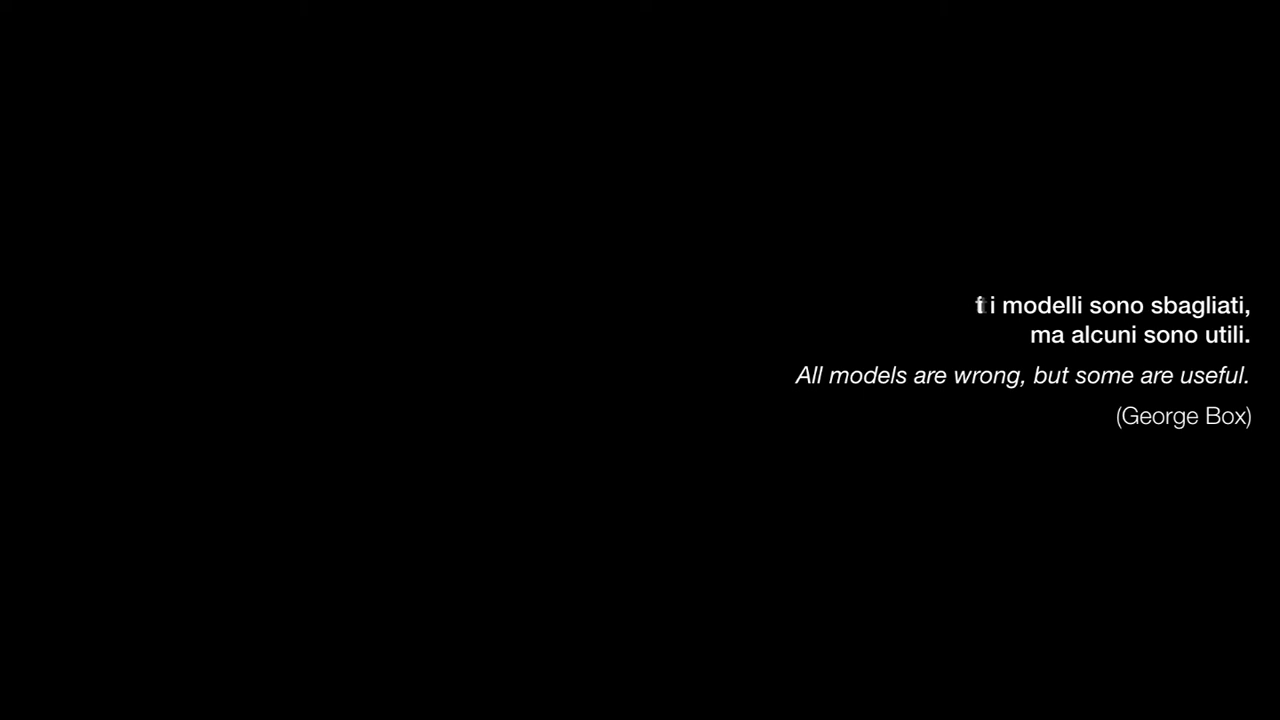 i modelli sono sbagliati,
ma alcuni sono utili.
All models are wrong, but some are useful.
(George Box)